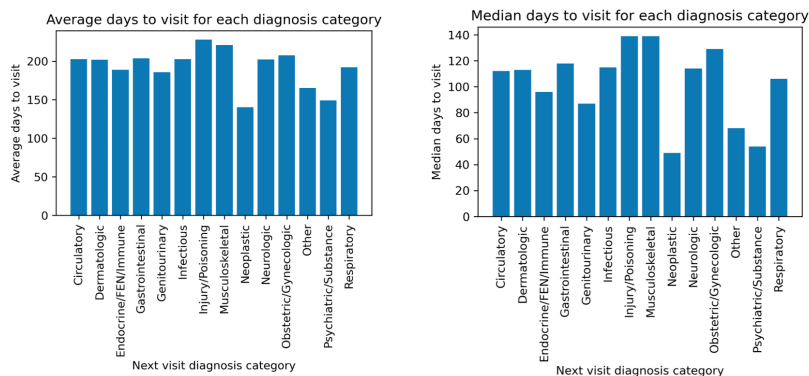 Average days to visit for each diagnosis category
Average days to visit
200
150
100
50
0
Circulatory
Dermatologic
Endocrine/FEN/Immune
Gastrointestinal
Genitourinary
Infectious
Injury/Poisoning
Musculoskeletal
Neoplastic
Neurologic
Obstetric/Gynecologic
Other
Psychiatric/Substance
Respiratory
Next visit diagnosis category
Median days to visit for each diagnosis category
Median days to visit
140
120
100
80
60
40
20
0
Circulatory
Dermatologic
Endocrine/FEN/Immune
Gastrointestinal
Genitourinary
Infectious
Injury/Poisoning
Musculoskeletal
Neoplastic
Neurologic
Obstetric/Gynecologic
Other
Psychiatric/Substance
Respiratory
Next visit diagnosis category